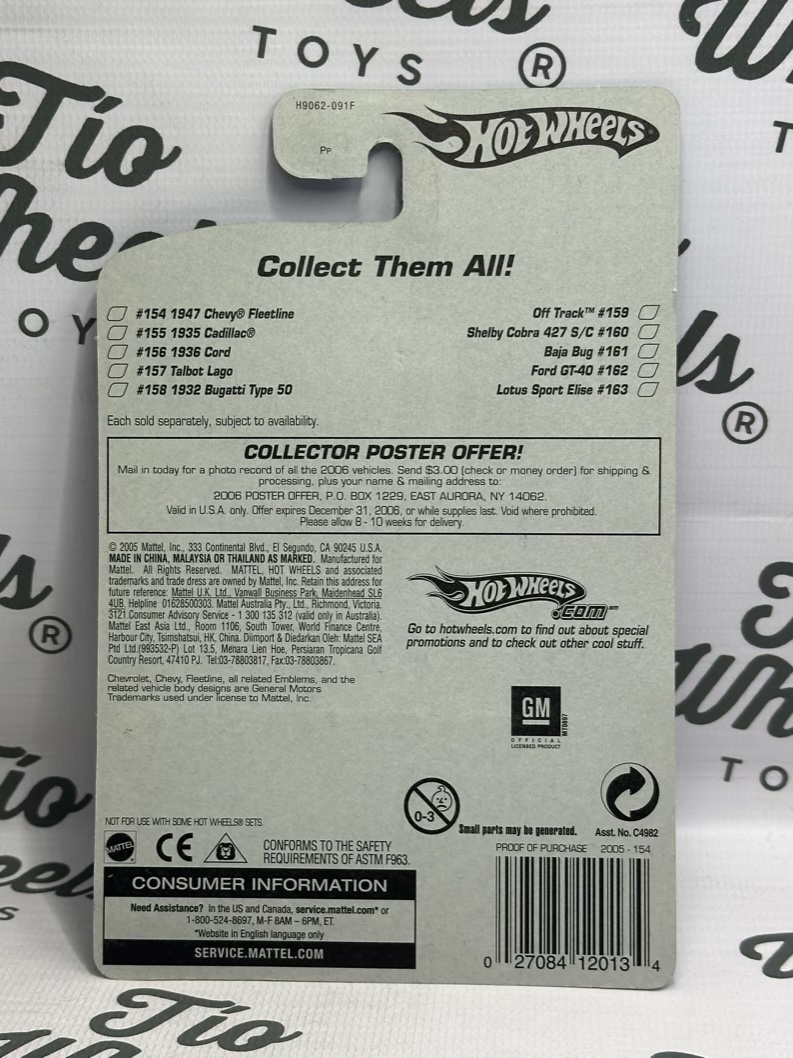 TOYS ®
Tío
H9062-091F
Pp
HOT WHEELS
Collect Them All!
#154 1947 Chevy® Fleetline
#155 1935 Cadillac®
#156 1936 Cord
#157 Talbot Lago
#158 1932 Bugatti Type 50
Off Track™ #159
Shelby Cobra 427 S/C #160
Baja Bug #161
Ford GT-40 #162
Lotus Sport Elise #163
Each sold separately, subject to availability.
COLLECTOR POSTER OFFER!
Mail in today for a photo record of all the 2006 vehicles. Send $3.00 (check or money order) for shipping &
processing, plus your name & mailing address to:
2006 POSTER OFFER, P.O. BOX 1229, EAST AURORA, NY 14062.
Valid in U.S.A. only. Offer expires December 31, 2006, or while supplies last. Void where prohibited.
Please allow 8 - 10 weeks for delivery.
© 2005 Mattel, Inc., 333 Continental Blvd., El Segundo, CA 90245 U.S.A.
MADE IN CHINA, MALAYSIA OR THAILAND AS MARKED. Manufactured for
Mattel. All Rights Reserved. MATTEL, HOT WHEELS and associated
trademarks and trade dress are owned by Mattel, Inc. Retain this address for
future reference: Mattel U.K. Ltd., Vanwall Business Park, Maidenhead SL6
4UB. Helpline 01628500303. Mattel Australia Pty., Ltd., Richmond, Victoria.
3121.Consumer Advisory Service - 1 300 135 312 (valid only in Australia).
Mattel East Asia Ltd., Room 1106, South Tower, World Finance Centre,
Harbour City, Tsimshatsui, HK, China. Diimport & Diedarkan Oleh: Mattel SEA
Ptd Ltd.(993532-P) Lot 13.5, Menara Lien Hoe, Persiaran Tropicana Golf
Country Resort, 47410 PJ. Tel:03-78803817, Fax:03-78803867.
Chevrolet, Chevy, Fleetline, all related Emblems, and the
related vehicle body designs are General Motors
Trademarks used under license to Mattel, Inc.
HOT WHEELS
.COM™
Go to hotwheels.com to find out about special
promotions and to check out other cool stuff.
GM
OFFICIAL
LICENSED PRODUCT
MT0897
0-3
Small parts may be generated.
Asst. No. C4982
NOT FOR USE WITH SOME HOT WHEELS® SETS.
MATTEL
CE
CONFORMS TO THE SAFETY
REQUIREMENTS OF ASTM F963.
PROOF OF PURCHASE 2005 - 154
CONSUMER INFORMATION
Need Assistance? In the US and Canada, service.mattel.com* or
1-800-524-8697, M-F 8AM – 6PM, ET.
*Website in English language only
SERVICE.MATTEL.COM
0 27084 12013 4
Tío